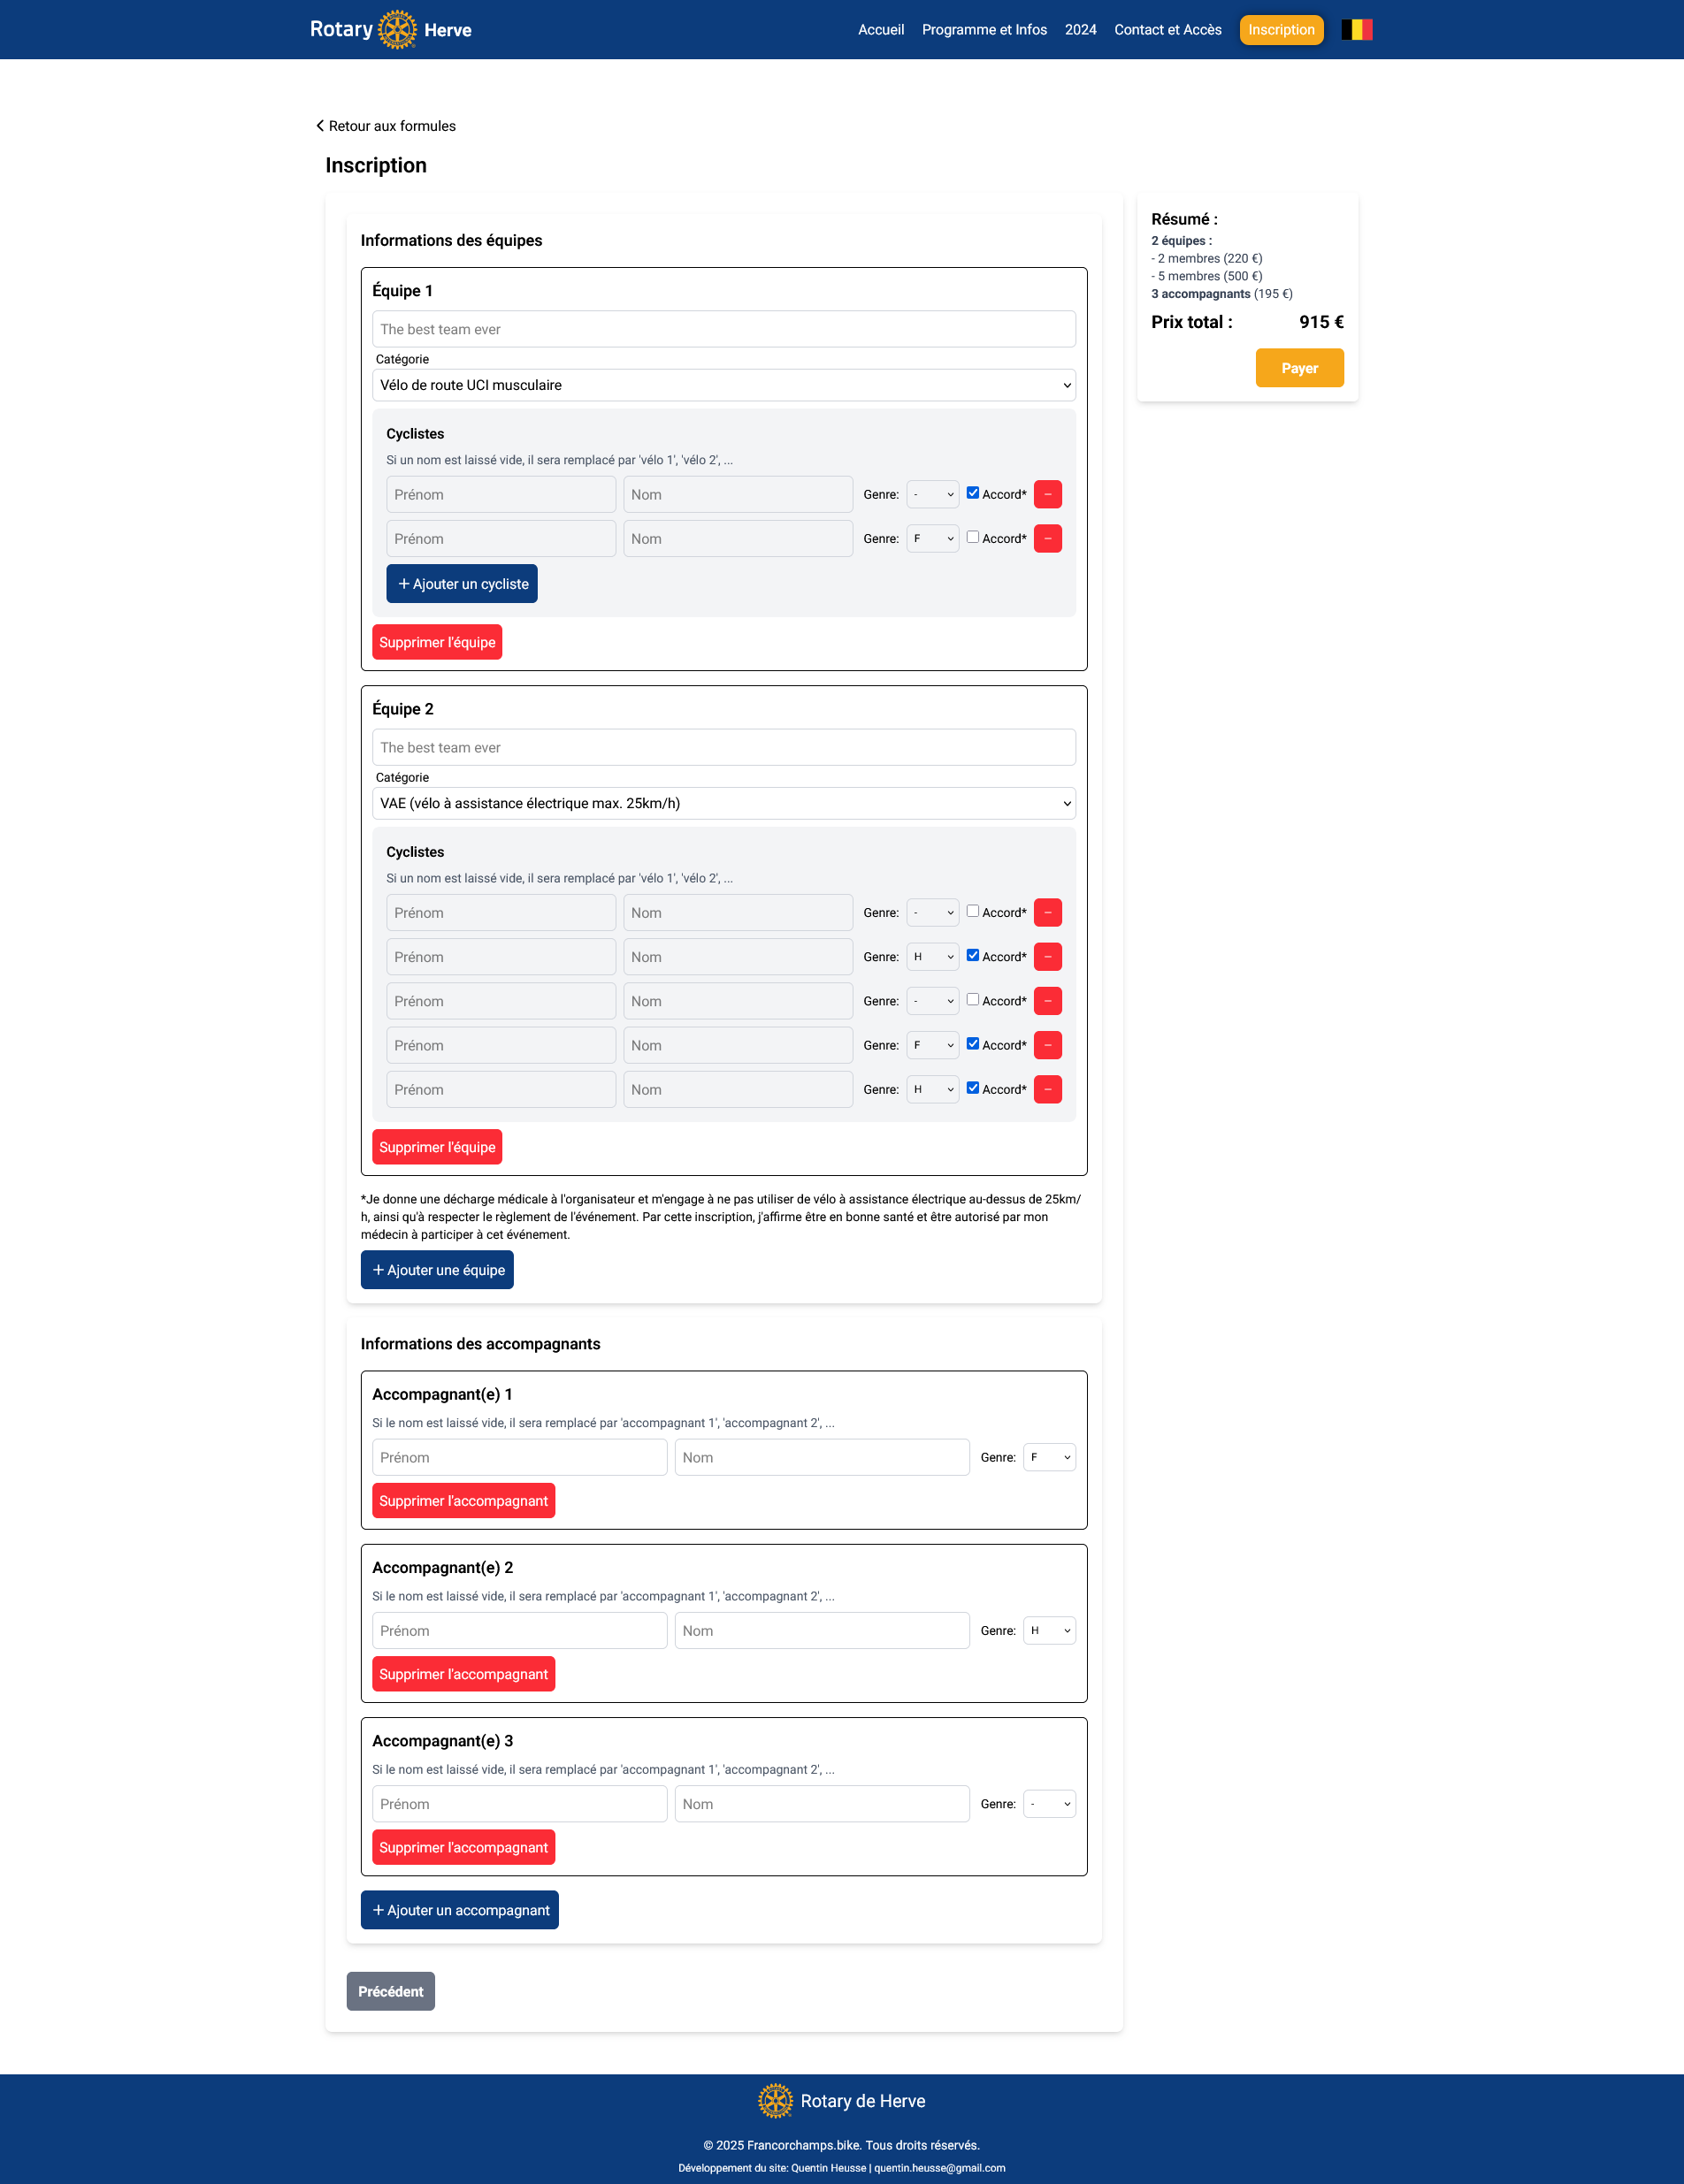 Rotary Herve
Accueil Programme et Infos 2024 Contact et Accès Inscription
Retour aux formules
Inscription
Informations des équipes
Équipe 1
The best team ever
Catégorie
Vélo de route UCI musculaire
Cyclistes
Si un nom est laissé vide, il sera remplacé par 'vélo 1', 'vélo 2', ...
Prénom Nom Genre: - Accord* −
Prénom Nom Genre: F Accord* −
+ Ajouter un cycliste
Supprimer l'équipe
Équipe 2
The best team ever
Catégorie
VAE (vélo à assistance électrique max. 25km/h)
Cyclistes
Si un nom est laissé vide, il sera remplacé par 'vélo 1', 'vélo 2', ...
Prénom Nom Genre: - Accord* −
Prénom Nom Genre: H Accord* −
Prénom Nom Genre: - Accord* −
Prénom Nom Genre: F Accord* −
Prénom Nom Genre: H Accord* −
Supprimer l'équipe
*Je donne une décharge médicale à l'organisateur et m'engage à ne pas utiliser de vélo à assistance électrique au-dessus de 25km/
h, ainsi qu'à respecter le règlement de l'événement. Par cette inscription, j'affirme être en bonne santé et être autorisé par mon
médecin à participer à cet événement.
+ Ajouter une équipe
Informations des accompagnants
Accompagnant(e) 1
Si le nom est laissé vide, il sera remplacé par 'accompagnant 1', 'accompagnant 2', ...
Prénom Nom Genre: F
Supprimer l'accompagnant
Accompagnant(e) 2
Si le nom est laissé vide, il sera remplacé par 'accompagnant 1', 'accompagnant 2', ...
Prénom Nom Genre: H
Supprimer l'accompagnant
Accompagnant(e) 3
Si le nom est laissé vide, il sera remplacé par 'accompagnant 1', 'accompagnant 2', ...
Prénom Nom Genre: -
Supprimer l'accompagnant
+ Ajouter un accompagnant
Précédent
Résumé :
2 équipes :
- 2 membres (220 €)
- 5 membres (500 €)
3 accompagnants (195 €)
Prix total : 915 €
Payer
Rotary de Herve
© 2025 Francorchamps.bike. Tous droits réservés.
Développement du site: Quentin Heusse | quentin.heusse@gmail.com